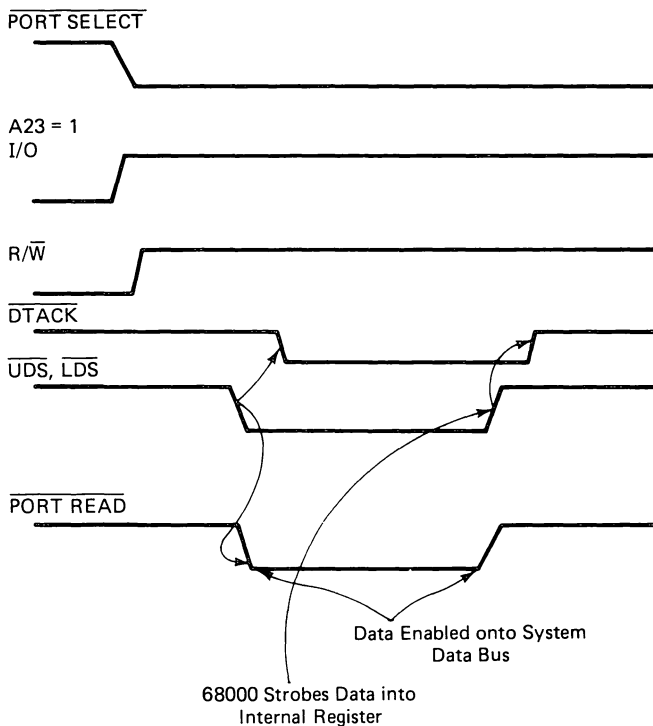 PORT SELECT
A23 = 1
I/O
R/W̅
DTACK
UDS, LDS
PORT READ
Data Enabled onto System
Data Bus
68000 Strobes Data into
Internal Register